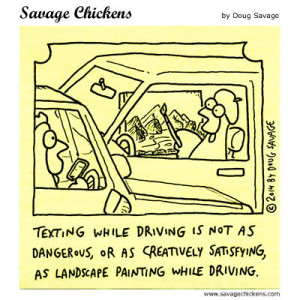 Savage Chickens
by Doug Savage
© 2014 BY DOUG SAVAGE
TEXTING WHILE DRIVING IS NOT AS
DANGEROUS, OR AS CREATIVELY SATISFYING,
AS LANDSCAPE PAINTING WHILE DRIVING.
www.savagechickens.com